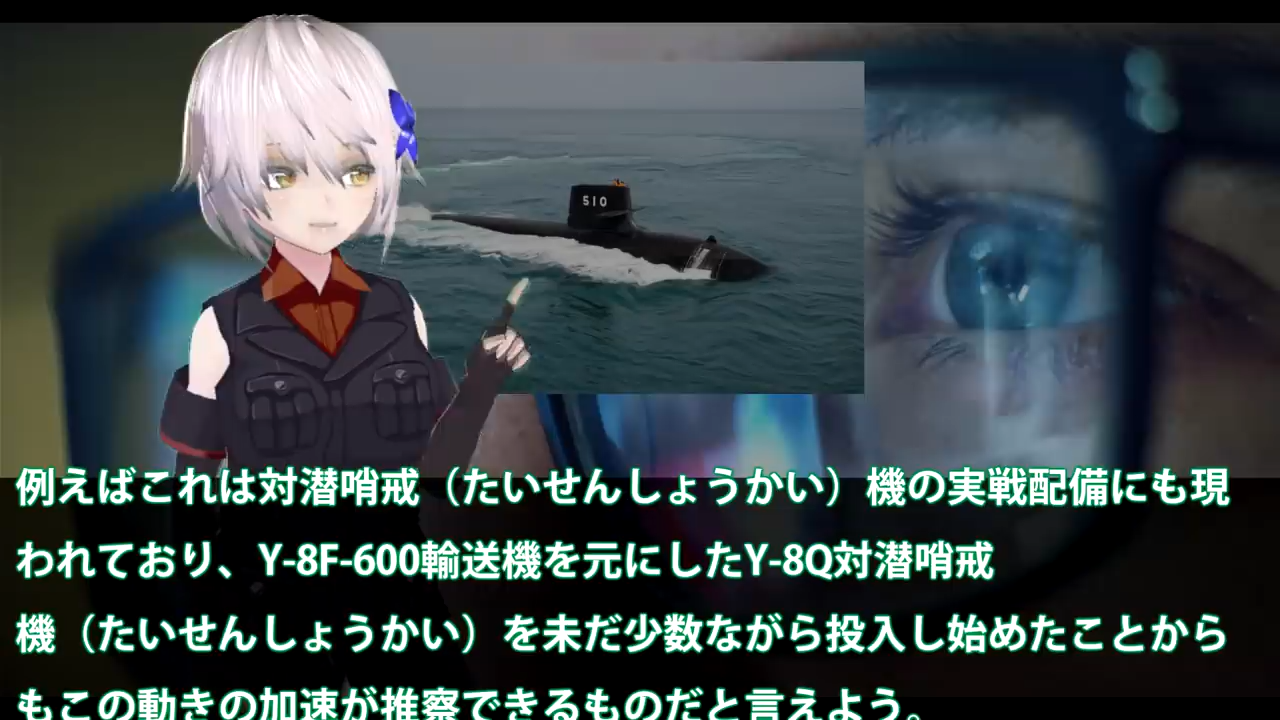 510
例えばこれは対潜哨戒（たいせんしょうかい）機の実戦配備にも現
われており、Y-8F-600輸送機を元にしたY-8Q対潜哨戒
機（たいせんしょうかい）を未だ少数ながら投入し始めたことから
もこの動きの加速が推察できるものだと言えよう。